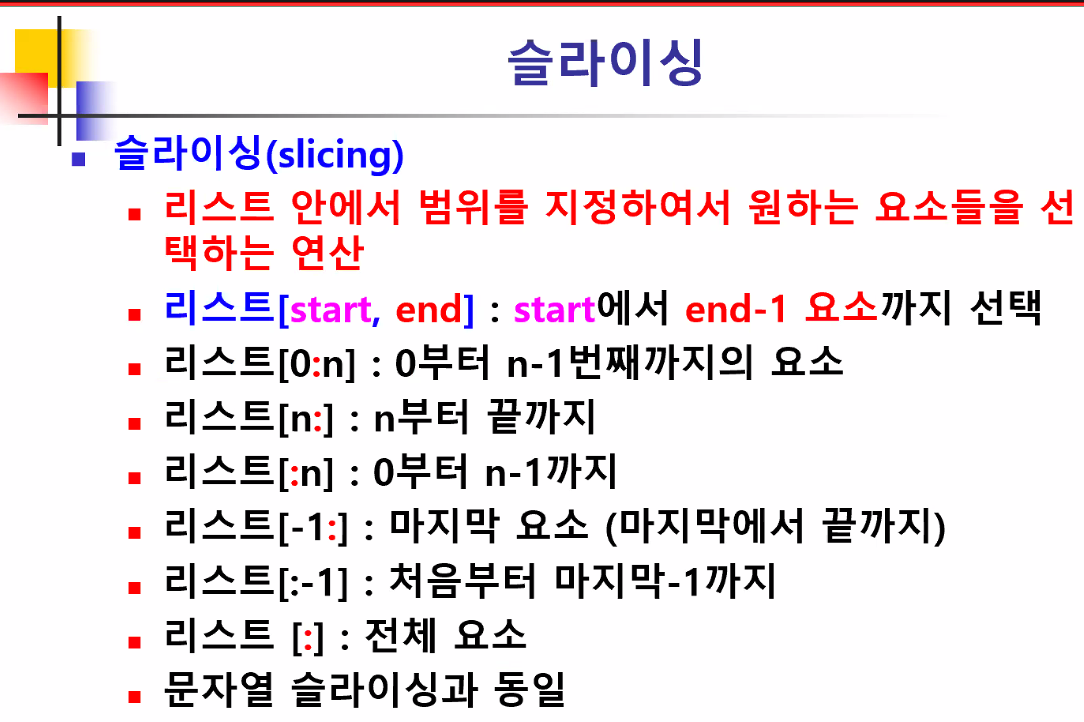 슬라이싱
슬라이싱(slicing)
리스트 안에서 범위를 지정하여서 원하는 요소들을 선
택하는 연산
리스트[start, end] : start에서 end-1 요소까지 선택
리스트[0:n] : 0부터 n-1번째까지의 요소
리스트[n:] : n부터 끝까지
리스트[:n] : 0부터 n-1까지
리스트[-1:] : 마지막 요소 (마지막에서 끝까지)
리스트[:-1] : 처음부터 마지막-1까지
리스트 [:] : 전체 요소
문자열 슬라이싱과 동일